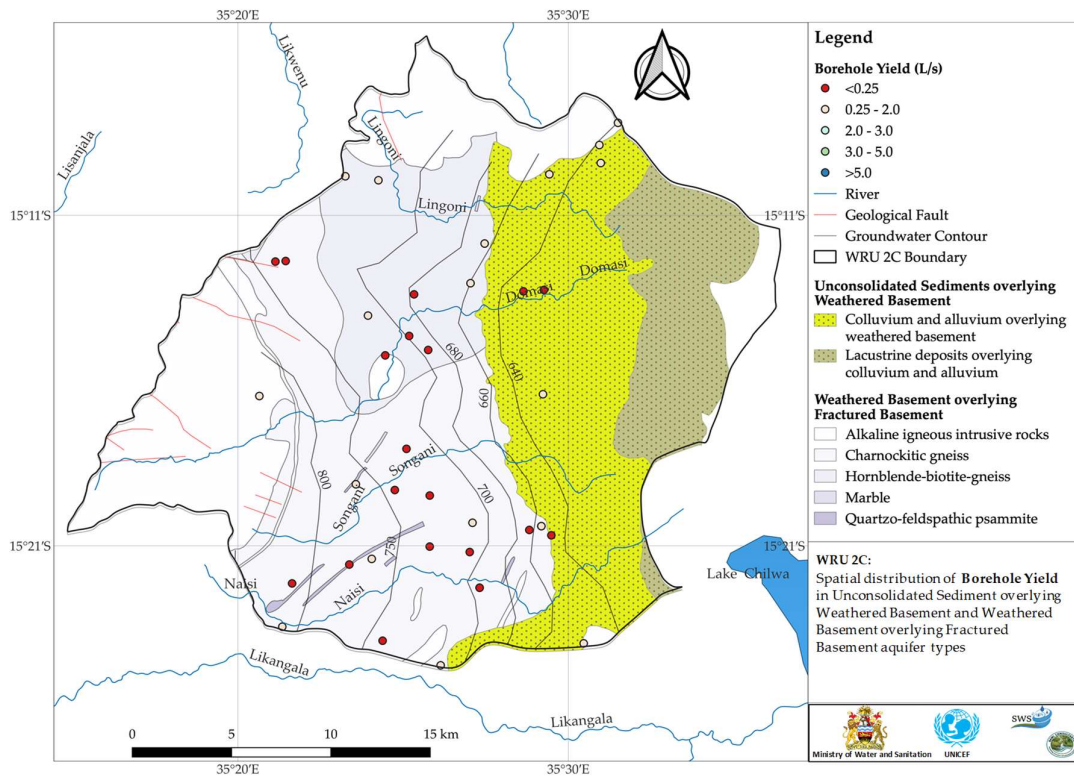 35°20′E
35°30′E
Likwenu
Lisanjala
Lingoni
Lingoni
15°11′S
15°11′S
Domasi
Domasi
680
640
660
Songani
Songani
800
700
750
15°21′S
15°21′S
Naisi
Naisi
Lake Chilwa
Likangala
Likangala
0
5
10
15 km
35°20′E
35°30′E
Legend
Borehole Yield (L/s)
<0.25
0.25 - 2.0
2.0 - 3.0
3.0 - 5.0
>5.0
River
Geological Fault
Groundwater Contour
WRU 2C Boundary
Unconsolidated Sediments overlying
Weathered Basement
Colluvium and alluvium overlying
weathered basement
Lacustrine deposits overlying
colluvium and alluvium
Weathered Basement overlying
Fractured Basement
Alkaline igneous intrusive rocks
Charnockitic gneiss
Hornblende-biotite-gneiss
Marble
Quartzo-feldspathic psammite
WRU 2C:
Spatial distribution of Borehole Yield
in Unconsolidated Sediment overlying
Weathered Basement and Weathered
Basement overlying Fractured
Basement aquifer types
Ministry of Water and Sanitation
UNICEF
SWS